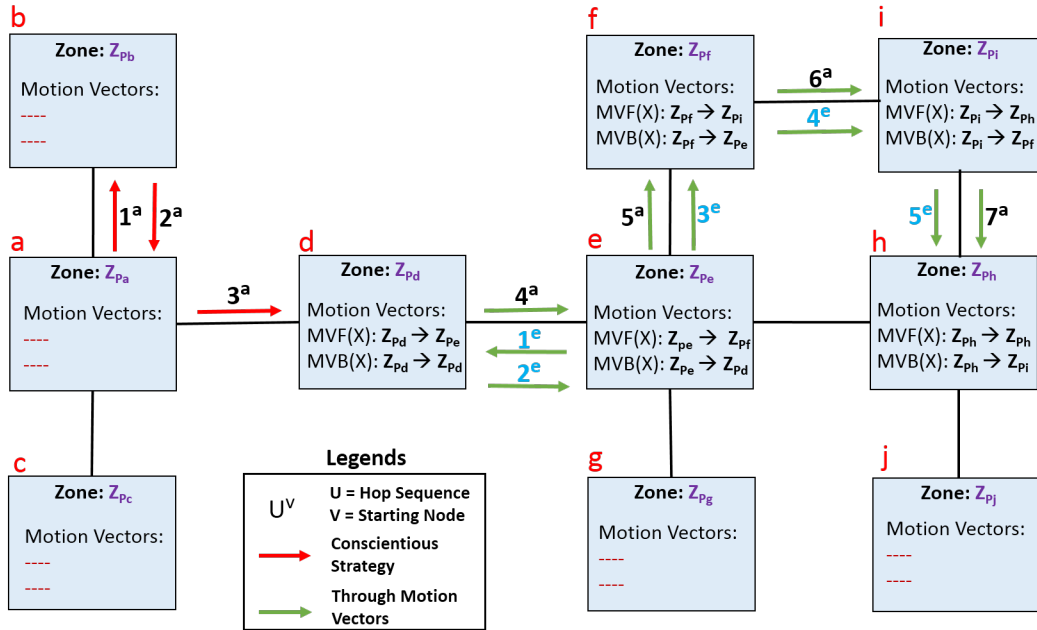 b
Zone: ZPb
Motion Vectors:
----
----
f
Zone: ZPf
Motion Vectors:
MVF(X): ZPf → ZPi
MVB(X): ZPf → ZPe
6a
4e
i
Zone: ZPi
Motion Vectors:
MVF(X): ZPi → ZPh
MVB(X): ZPi → ZPf
1a
2a
5a
3e
5e
7a
a
Zone: ZPa
Motion Vectors:
----
----
3a
d
Zone: ZPd
Motion Vectors:
MVF(X): ZPd → ZPe
MVB(X): ZPd → ZPd
4a
1e
2e
e
Zone: ZPe
Motion Vectors:
MVF(X): Zpe → ZPf
MVB(X): ZPe → ZPd
h
Zone: ZPh
Motion Vectors:
MVF(X): ZPh → ZPh
MVB(X): ZPh → ZPi
c
Zone: ZPc
Motion Vectors:
----
----
Legends
UV
U = Hop Sequence
V = Starting Node
Conscientious
Strategy
Through Motion
Vectors
g
Zone: ZPg
Motion Vectors:
----
----
j
Zone: ZPj
Motion Vectors:
----
----